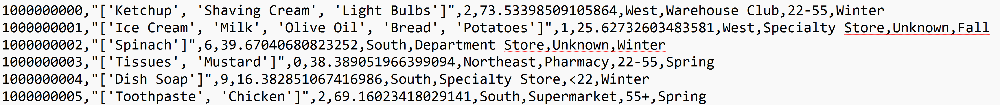 1000000000,"['Ketchup', 'Shaving Cream', 'Light Bulbs']",2,73.53398509105864,West,Warehouse Club,22-55,Winter
1000000001,"['Ice Cream', 'Milk', 'Olive Oil', 'Bread', 'Potatoes']",1,25.62732603483581,West,Specialty Store,Unknown,Fall
1000000002,"['Spinach']",6,39.67040680823252,South,Department Store,Unknown,Winter
1000000003,"['Tissues', 'Mustard']",0,38.389051966399094,Northeast,Pharmacy,22-55,Spring
1000000004,"['Dish Soap']",9,16.382851067416986,South,Specialty Store,<22,Winter
1000000005,"['Toothpaste', 'Chicken']",2,69.16023418029141,South,Supermarket,55+,Spring